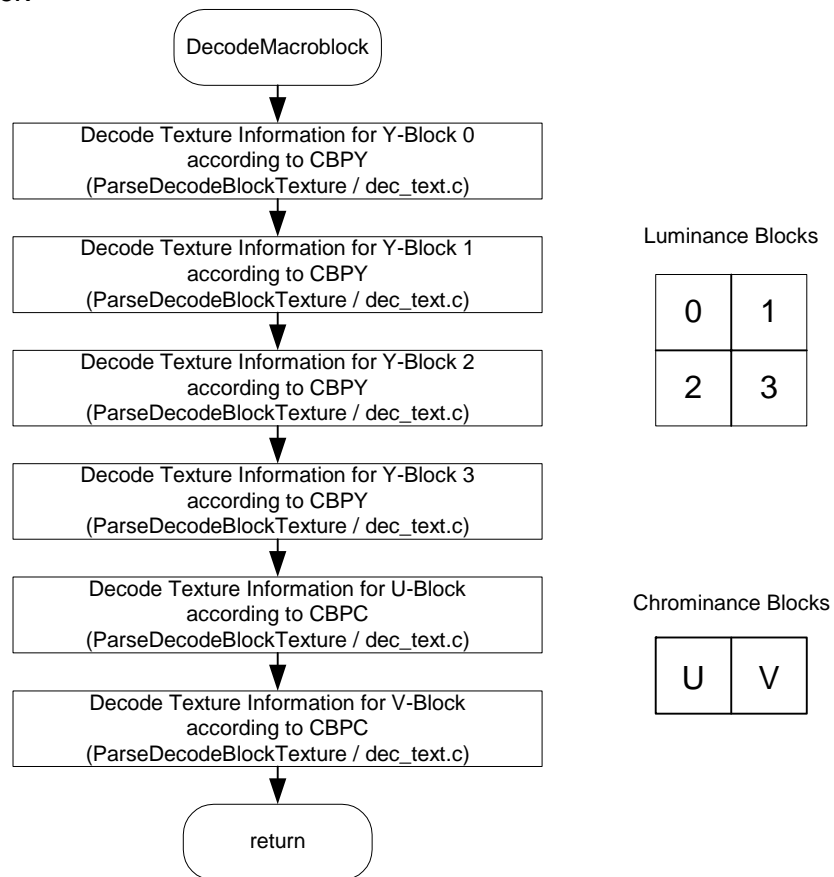 DecodeMacroblock
Decode Texture Information for Y-Block 0
according to CBPY
(ParseDecodeBlockTexture / dec_text.c)
Decode Texture Information for Y-Block 1
according to CBPY
(ParseDecodeBlockTexture / dec_text.c)
Decode Texture Information for Y-Block 2
according to CBPY
(ParseDecodeBlockTexture / dec_text.c)
Decode Texture Information for Y-Block 3
according to CBPY
(ParseDecodeBlockTexture / dec_text.c)
Decode Texture Information for U-Block
according to CBPC
(ParseDecodeBlockTexture / dec_text.c)
Decode Texture Information for V-Block
according to CBPC
(ParseDecodeBlockTexture / dec_text.c)
return
Luminance Blocks
0 1
2 3
Chrominance Blocks
U V